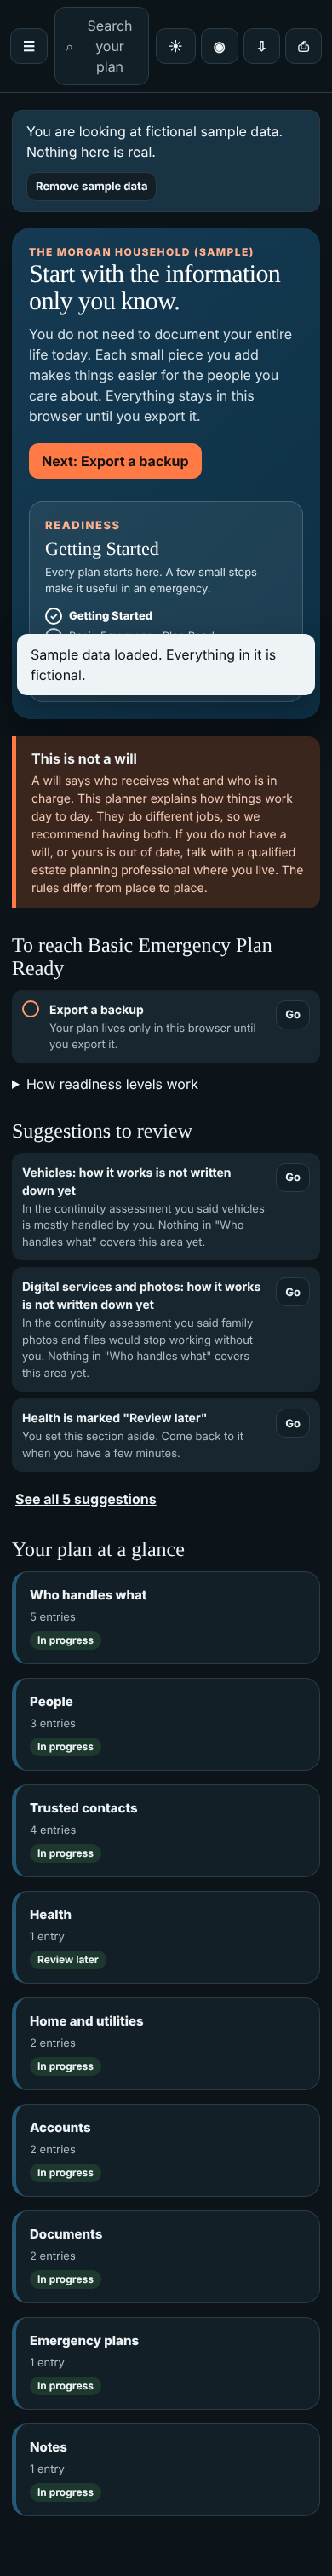 Search
your
plan
You are looking at fictional sample data.
Nothing here is real.
Remove sample data
THE MORGAN HOUSEHOLD (SAMPLE)
Start with the information
only you know.
You do not need to document your entire
life today. Each small piece you add
makes things easier for the people you
care about. Everything stays in this
browser until you export it.
Next: Export a backup
READINESS
Getting Started
Every plan starts here. A few small steps
make it useful in an emergency.
Getting Started
Sample data loaded. Everything in it is
fictional.
This is not a will
A will says who receives what and who is in
charge. This planner explains how things work
day to day. They do different jobs, so we
recommend having both. If you do not have a
will, or yours is out of date, talk with a qualified
estate planning professional where you live. The
rules differ from place to place.
To reach Basic Emergency Plan
Ready
Export a backup
Go
Your plan lives only in this browser until
you export it.
How readiness levels work
Suggestions to review
Vehicles: how it works is not written
down yet
Go
In the continuity assessment you said vehicles
is mostly handled by you. Nothing in "Who
handles what" covers this area yet.
Digital services and photos: how it works
is not written down yet
Go
In the continuity assessment you said family
photos and files would stop working without
you. Nothing in "Who handles what" covers
this area yet.
Health is marked "Review later"
Go
You set this section aside. Come back to it
when you have a few minutes.
See all 5 suggestions
Your plan at a glance
Who handles what
5 entries
In progress
People
3 entries
In progress
Trusted contacts
4 entries
In progress
Health
1 entry
Review later
Home and utilities
2 entries
In progress
Accounts
2 entries
In progress
Documents
2 entries
In progress
Emergency plans
1 entry
In progress
Notes
1 entry
In progress